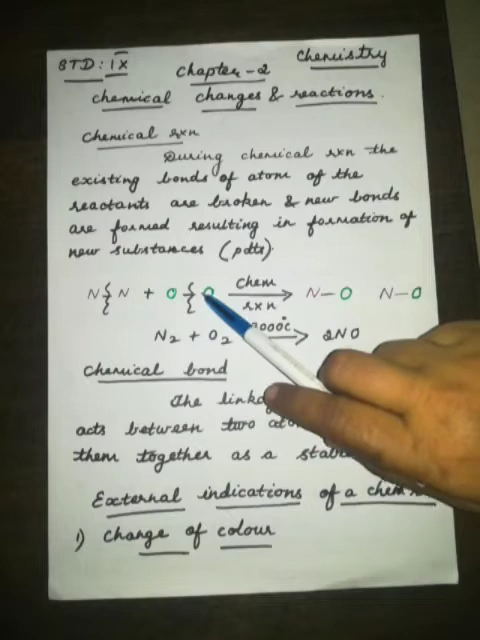 STD: IX Chemistry
Chapter-2
Chemical changes & reactions.
Chemical rxn
During chemical rxn the
existing bonds of atom of the
reactants are broken & new bonds
are formed resulting in formation of
new substances (pdts)
N N + O O chem rxn → N-O N-O
N2 + O2 → 2NO
Chemical bond
The
acts between two
them together as a
External indications of a
1) Change of colour